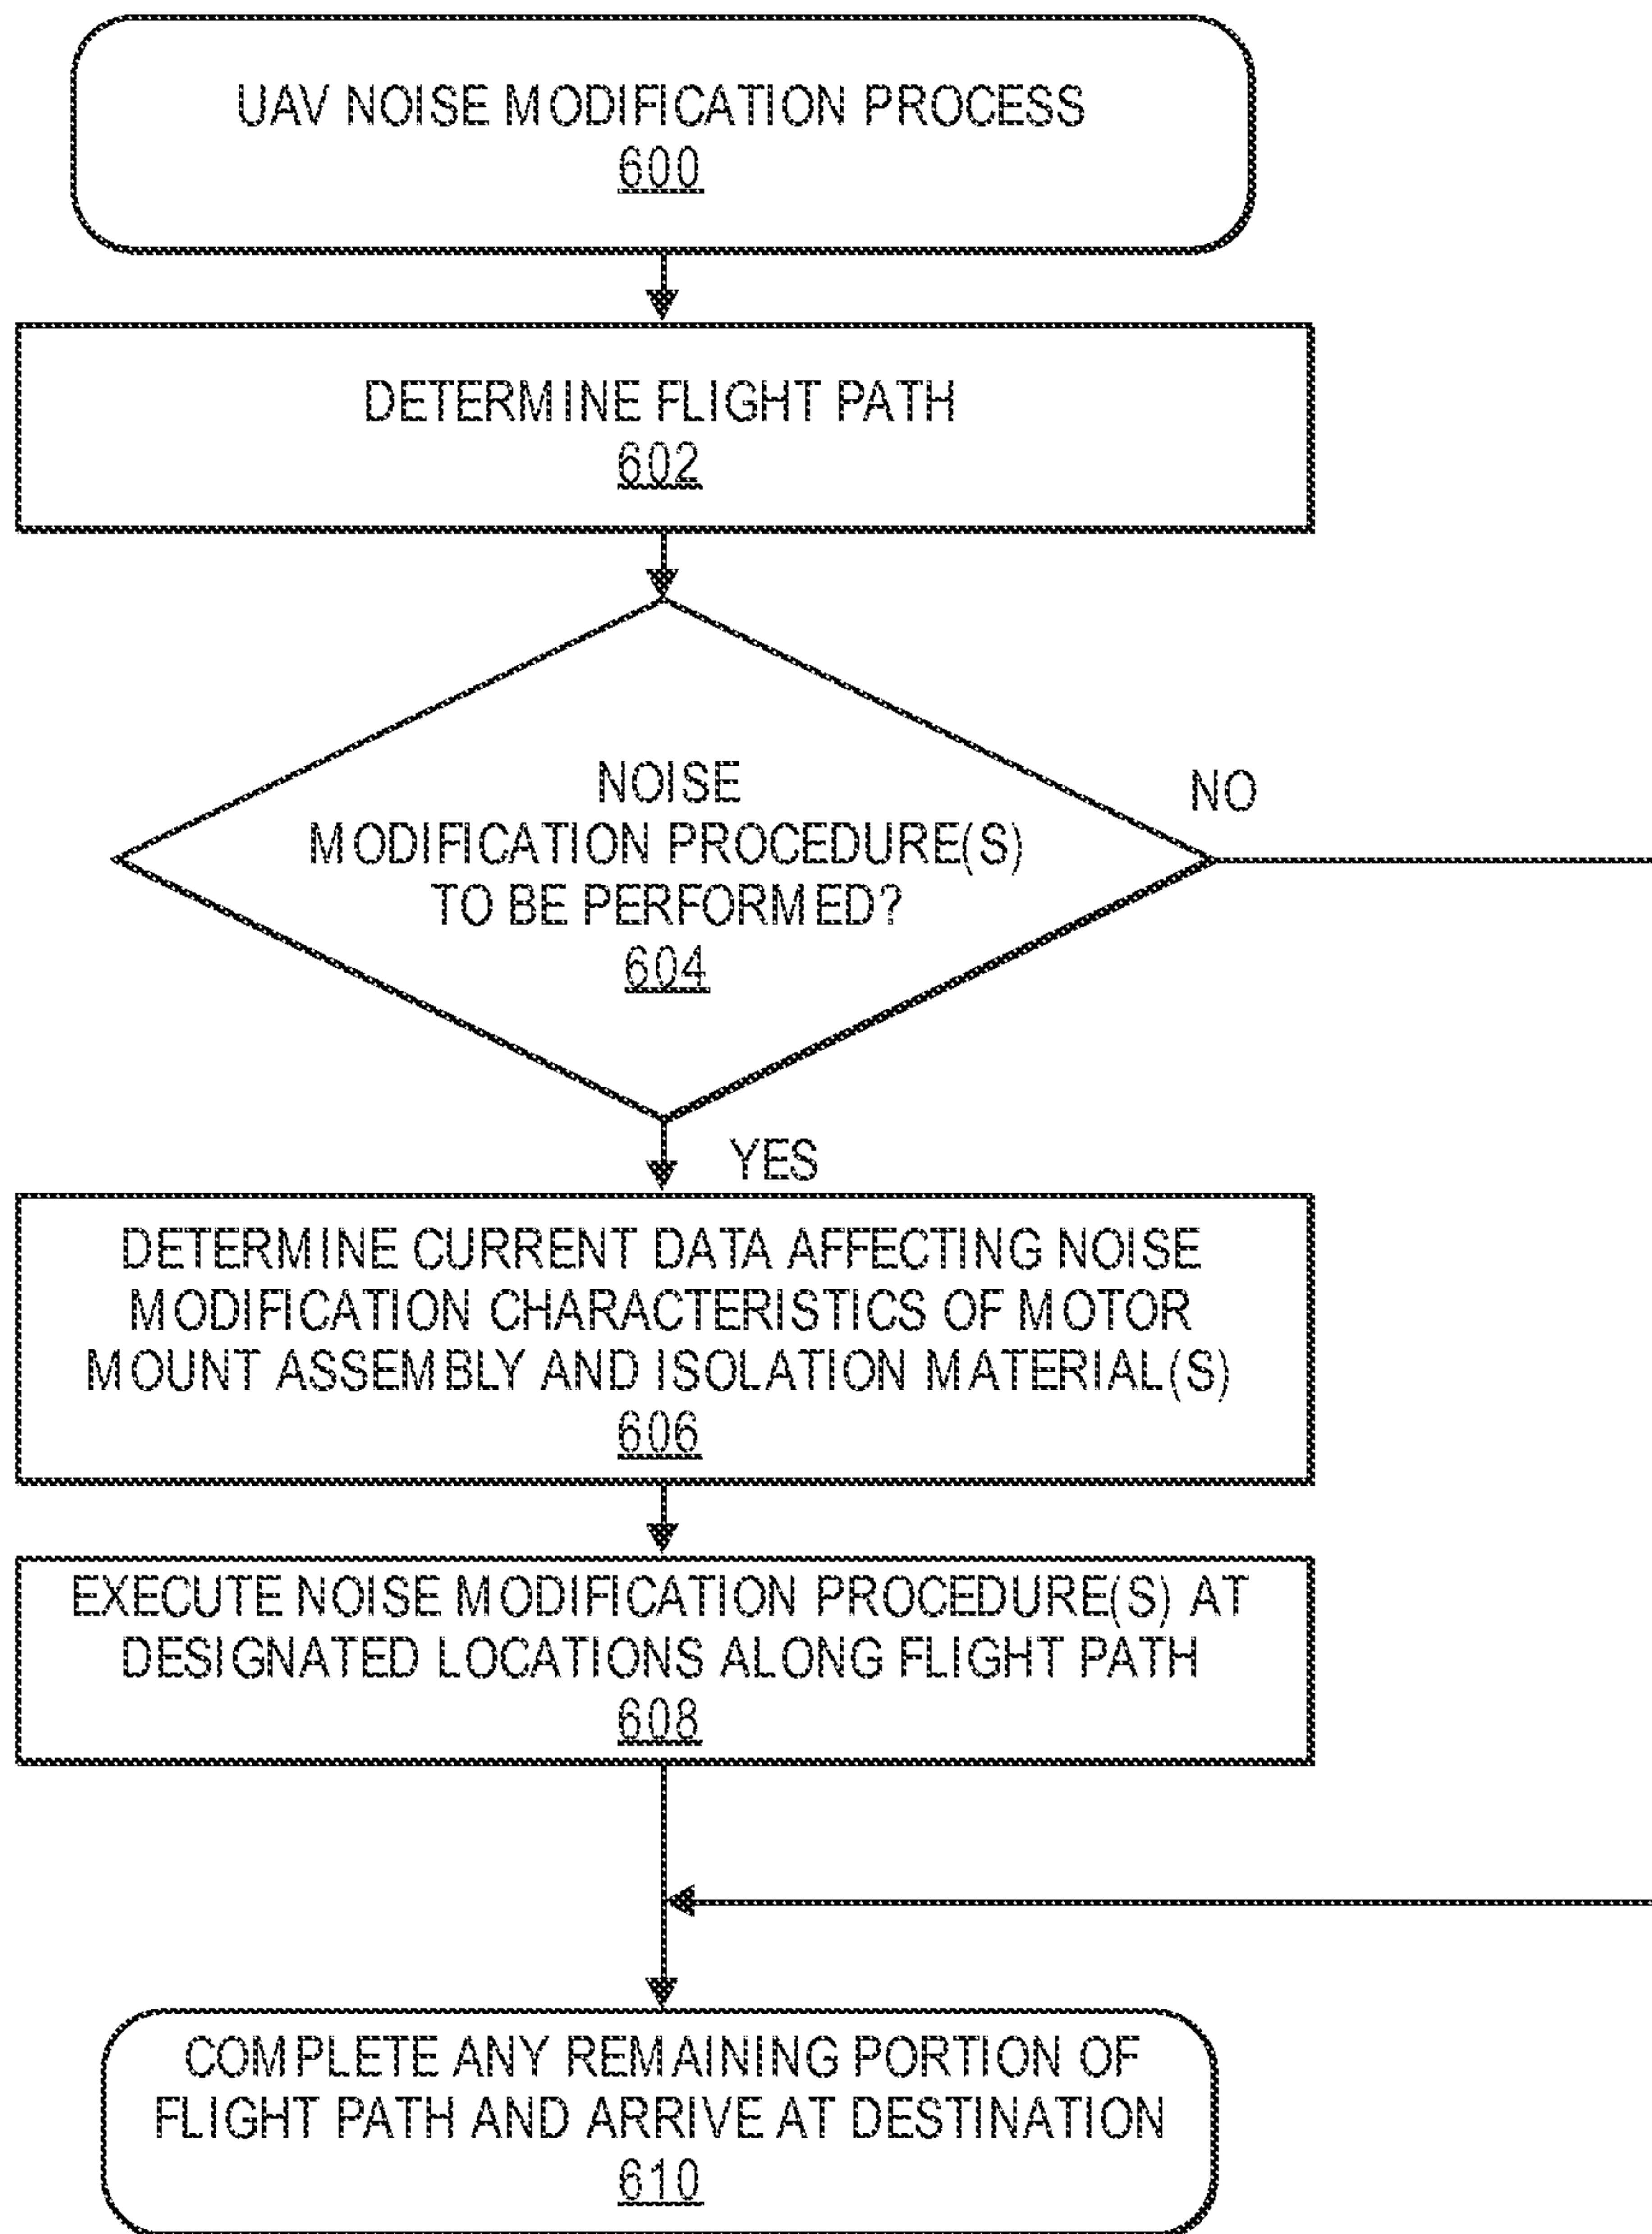 UAV NOISE MODIFICATION PROCESS
600
DETERMINE FLIGHT PATH
602
NOISE
MODIFICATION PROCEDURE(S)
TO BE PERFORMED?
604
NO
YES
DETERMINE CURRENT DATA AFFECTING NOISE
MODIFICATION CHARACTERISTICS OF MOTOR
MOUNT ASSEMBLY AND ISOLATION MATERIAL(S)
606
EXECUTE NOISE MODIFICATION PROCEDURE(S) AT
DESIGNATED LOCATIONS ALONG FLIGHT PATH
608
COMPLETE ANY REMAINING PORTION OF
FLIGHT PATH AND ARRIVE AT DESTINATION
610